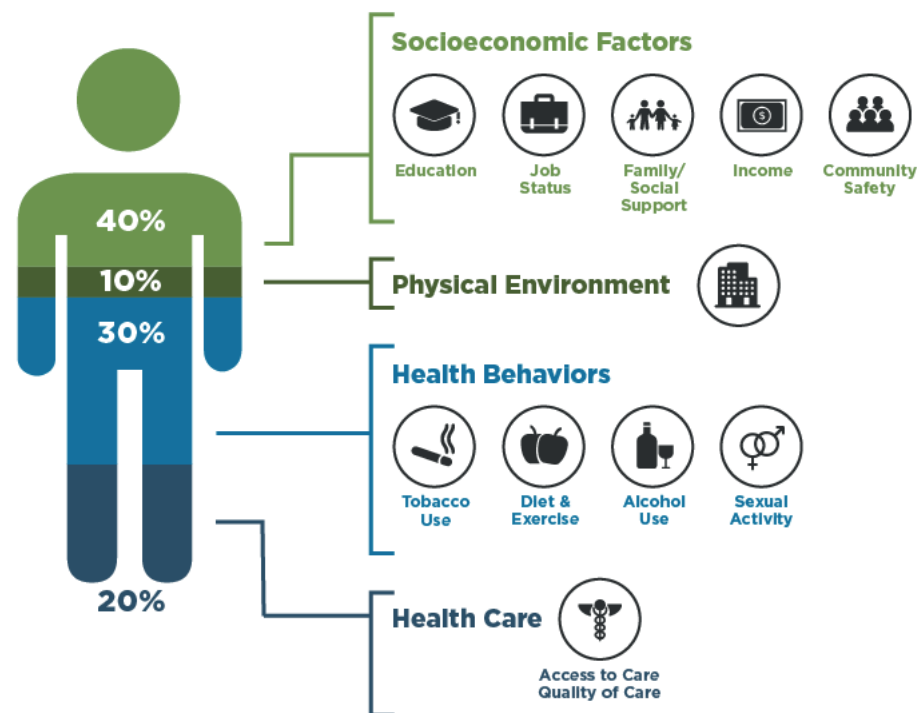 Socioeconomic Factors
Education
Job
Status
Family/
Social
Support
Income
Community
Safety
40%
10%
Physical Environment
30%
Health Behaviors
Tobacco
Use
Diet &
Exercise
Alcohol
Use
Sexual
Activity
20%
Health Care
Access to Care
Quality of Care
$